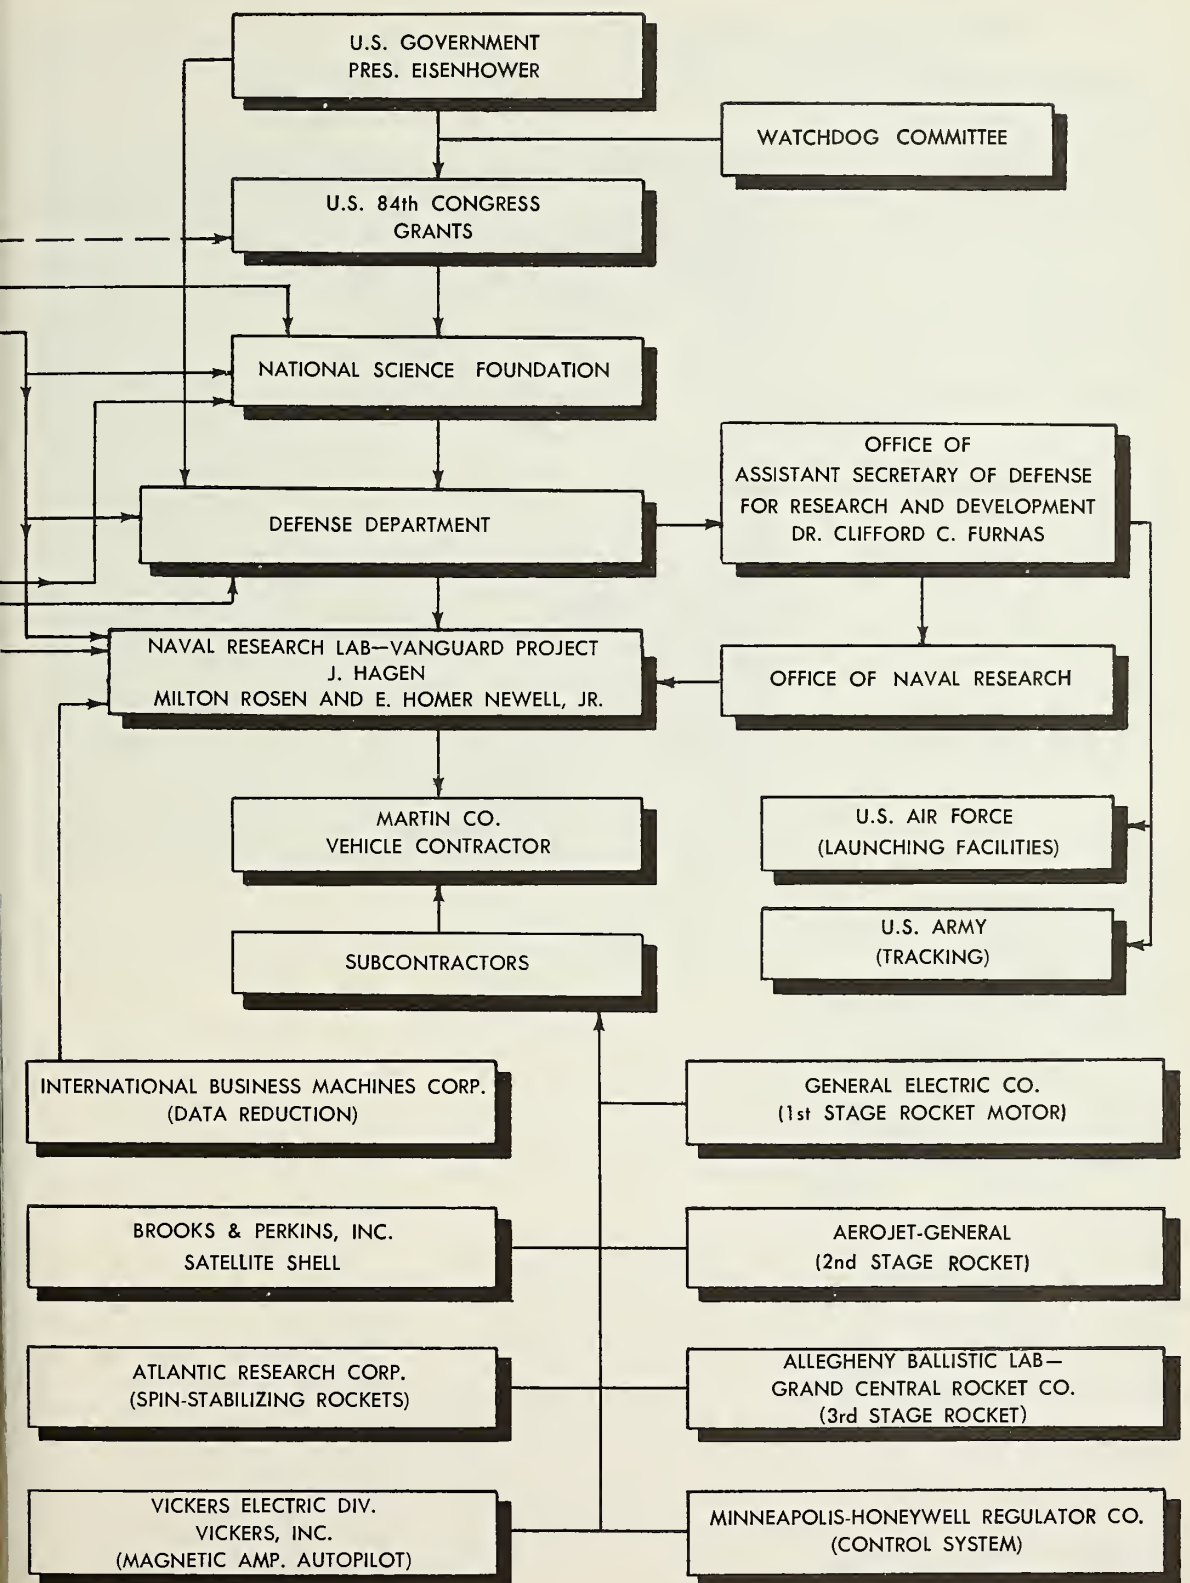 U.S. GOVERNMENT
PRES. EISENHOWER
WATCHDOG COMMITTEE
U.S. 84th CONGRESS
GRANTS
NATIONAL SCIENCE FOUNDATION
OFFICE OF
ASSISTANT SECRETARY OF DEFENSE
FOR RESEARCH AND DEVELOPMENT
DR. CLIFFORD C. FURNAS
DEFENSE DEPARTMENT
NAVAL RESEARCH LAB—VANGUARD PROJECT
J. HAGEN
MILTON ROSEN AND E. HOMER NEWELL, JR.
OFFICE OF NAVAL RESEARCH
MARTIN CO.
VEHICLE CONTRACTOR
U.S. AIR FORCE
(LAUNCHING FACILITIES)
U.S. ARMY
(TRACKING)
SUBCONTRACTORS
INTERNATIONAL BUSINESS MACHINES CORP.
(DATA REDUCTION)
GENERAL ELECTRIC CO.
(1st STAGE ROCKET MOTOR)
BROOKS & PERKINS, INC.
SATELLITE SHELL
AEROJET-GENERAL
(2nd STAGE ROCKET)
ATLANTIC RESEARCH CORP.
(SPIN-STABILIZING ROCKETS)
ALLEGHENY BALLISTIC LAB—
GRAND CENTRAL ROCKET CO.
(3rd STAGE ROCKET)
VICKERS ELECTRIC DIV.
VICKERS, INC.
(MAGNETIC AMP. AUTOPILOT)
MINNEAPOLIS-HONEYWELL REGULATOR CO.
(CONTROL SYSTEM)